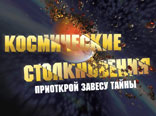 КОСМИЧЕСКИЕ
СТОЛКНОВЕНИЯ
ПРИОТКРОЙ ЗАВЕСУ ТАЙНЫ